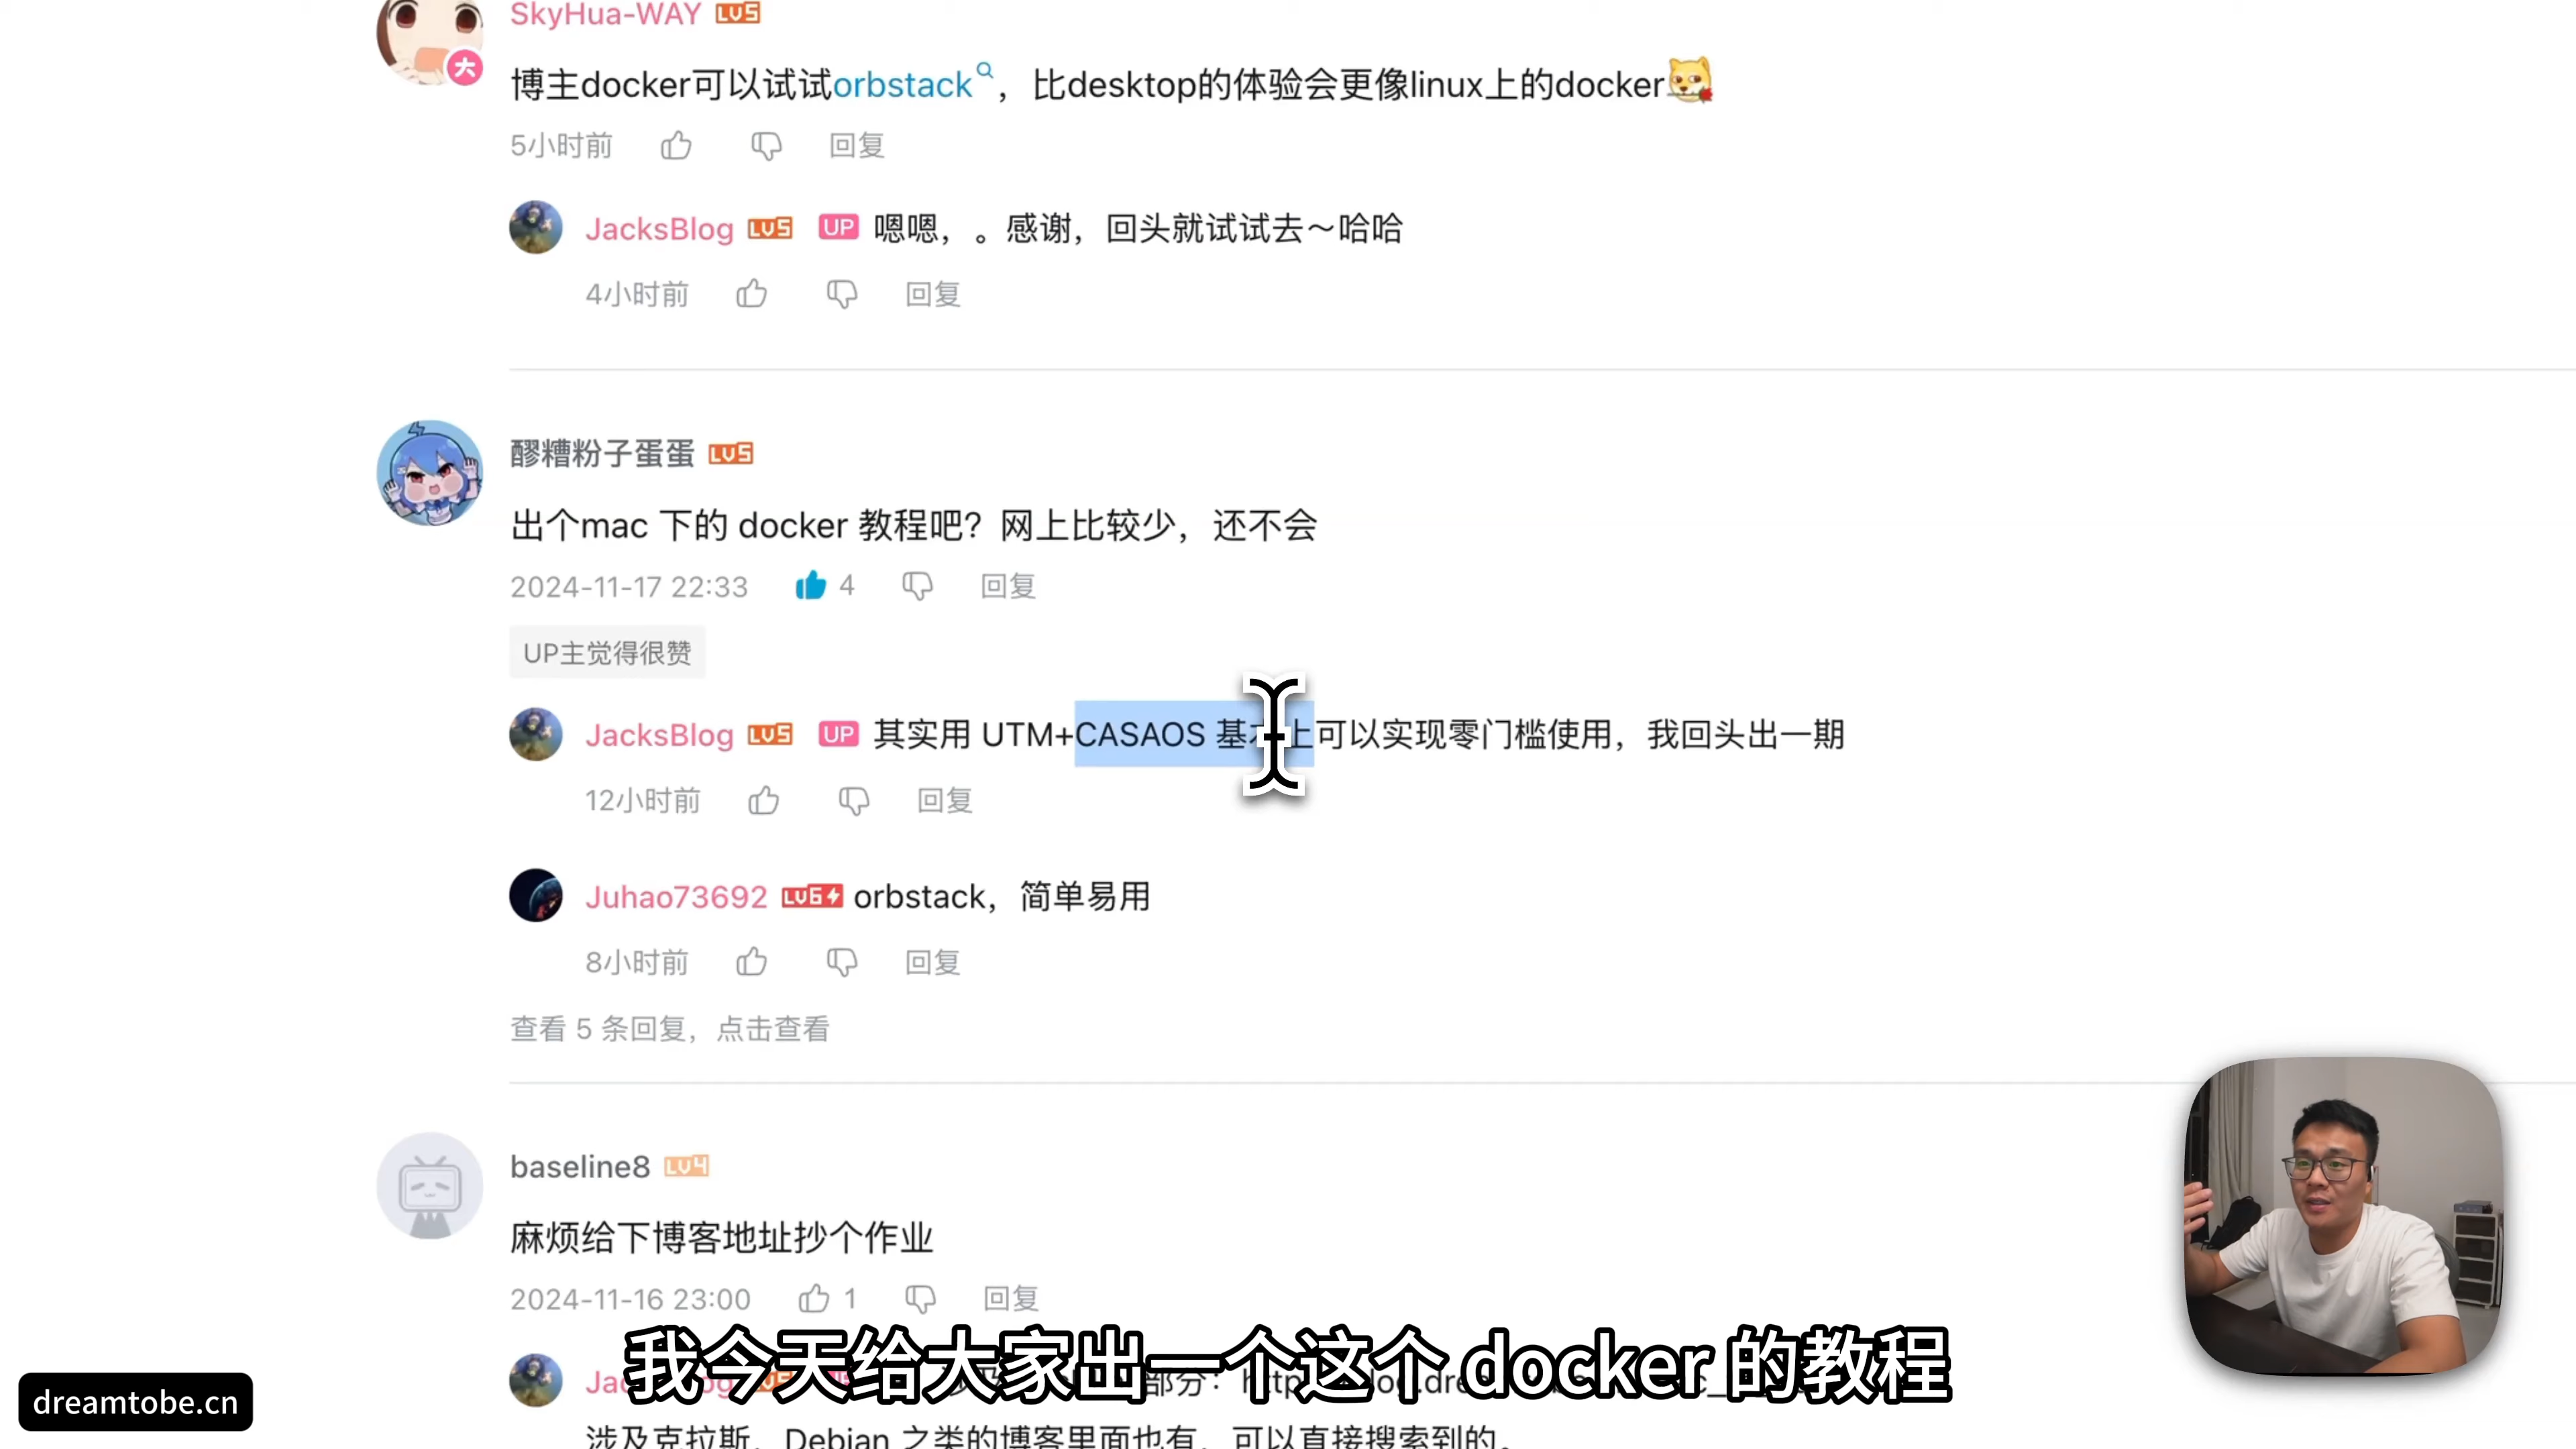 SkyHua-WAY LV5
博主docker可以试试orbstack，比desktop的体验会更像linux上的docker
5小时前 回复
JacksBlog LV5 UP 嗯嗯，。感谢，回头就试试去～哈哈
4小时前 回复
醪糟粉子蛋蛋 LV5
出个mac 下的 docker 教程吧？网上比较少，还不会
2024-11-17 22:33 4 回复
UP主觉得很赞
JacksBlog LV5 UP 其实用 UTM+CASAOS 基本上可以实现零门槛使用，我回头出一期
12小时前 回复
Juhao73692 LV6 orbstack，简单易用
8小时前 回复
查看 5 条回复，点击查看
baseline8 LV4
麻烦给下博客地址抄个作业
2024-11-16 23:00 1 回复
我今天给大家出一个这个 docker 的教程
部分：
涉及克拉斯，Debian 之类的博客里面也有，可以直接搜索到的。
dreamtobe.cn